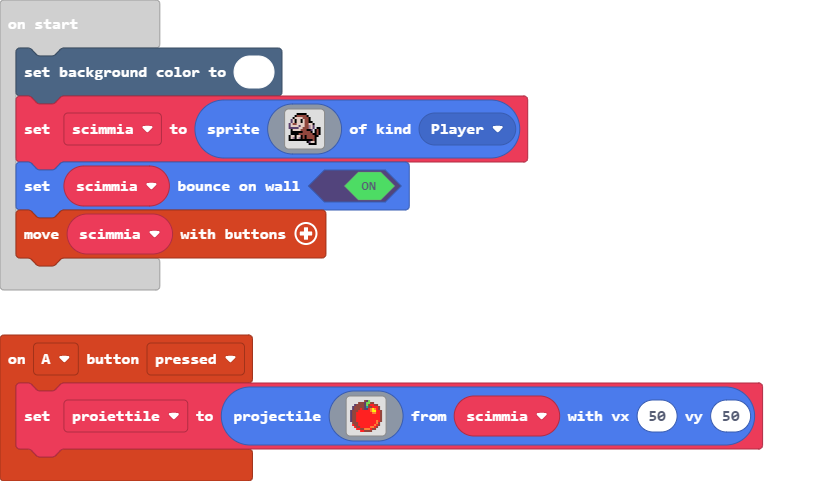 on start
set background color to
set scimmia to sprite of kind Player
set scimmia bounce on wall ON
move scimmia with buttons
on A button pressed
set proiettile to projectile from scimmia with vx 50 vy 50